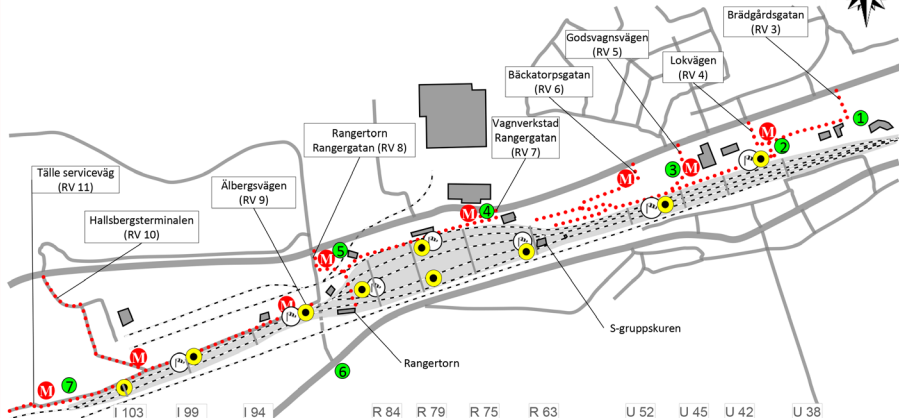 Brädgårdsgatan
(RV 3)
Godsvagnsvägen
(RV 5)
Lokvägen
(RV 4)
Bäckatorpsgatan
(RV 6)
1
M
2
Vagnverkstad
Rangergatan
(RV 7)
Rangertorn
Rangergatan (RV 8)
3
M
M
Tälle serviceväg
(RV 11)
Älbergsvägen
(RV 9)
Hallsbergsterminalen
(RV 10)
M
4
5
M
M
S-gruppskuren
M
Rangertorn
6
7
M
I 103
I 99
I 94
R 84
R 79
R 75
R 63
U 52
U 45
U 42
U 38